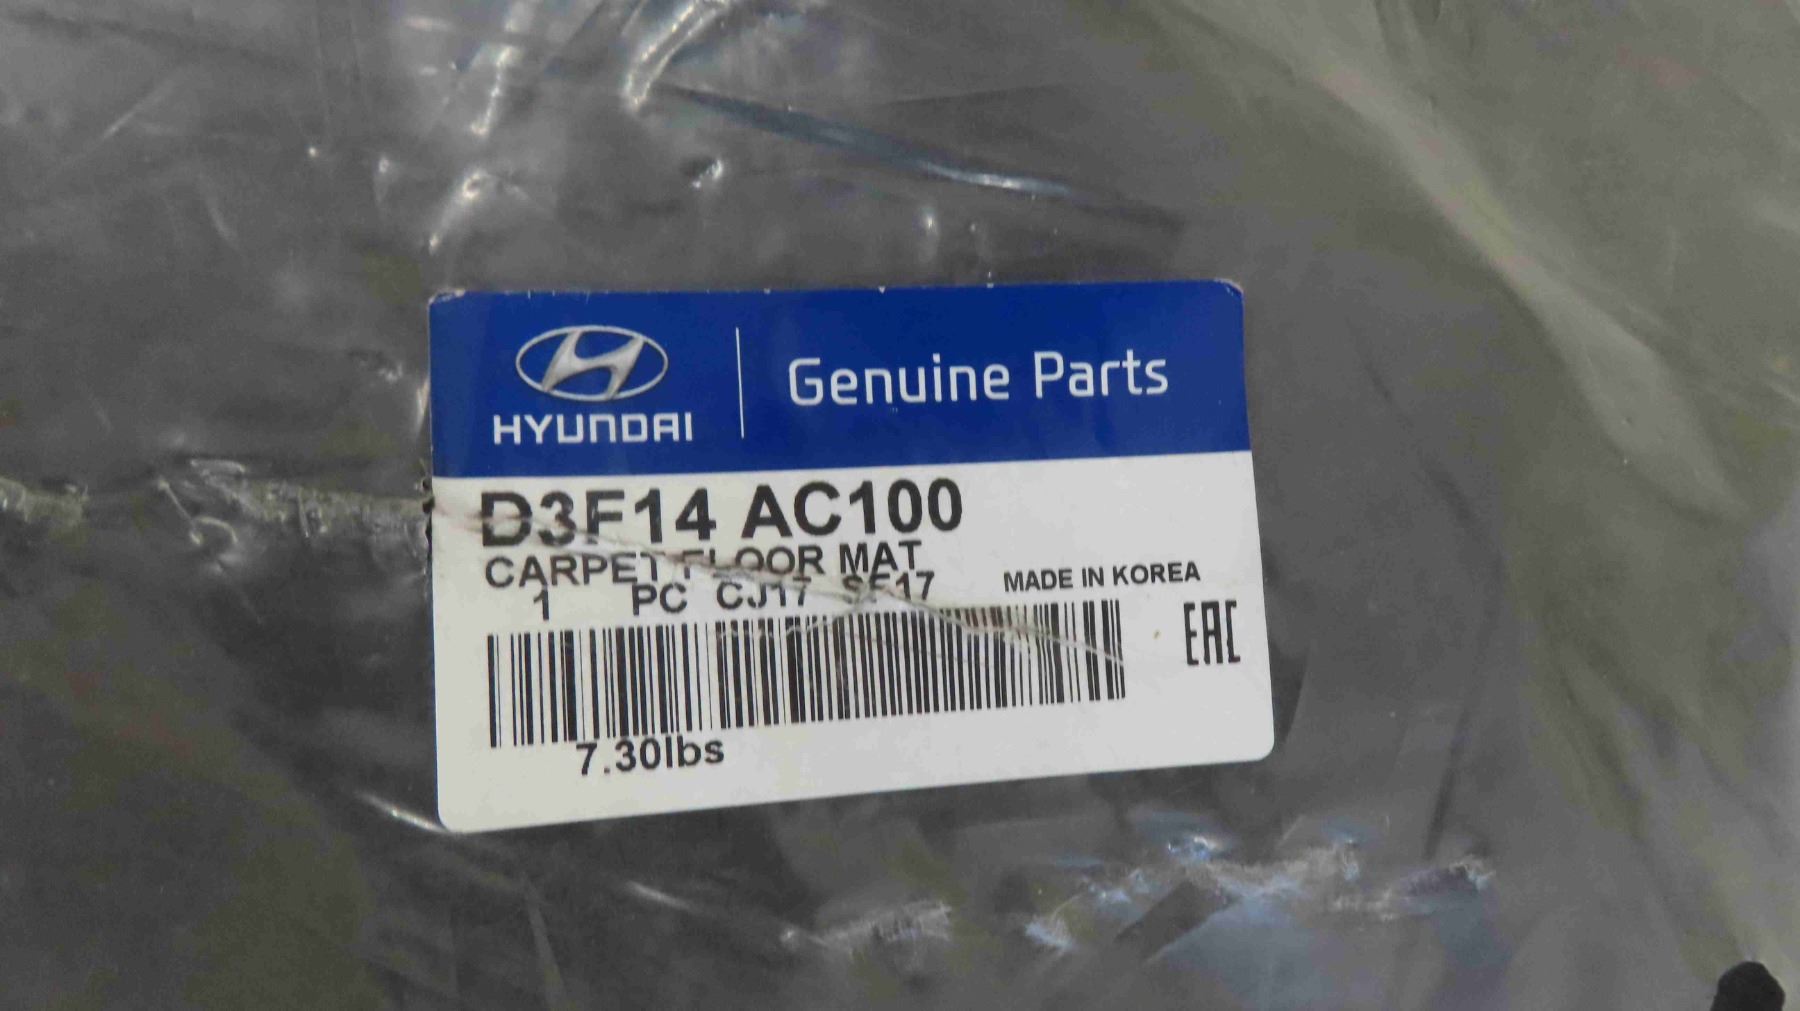 HYUNDAI
Genuine Parts
D3F14 AC100
CARPET FLOOR MAT
1 PC CJ17 SF17
MADE IN KOREA
EAC
7.30lbs